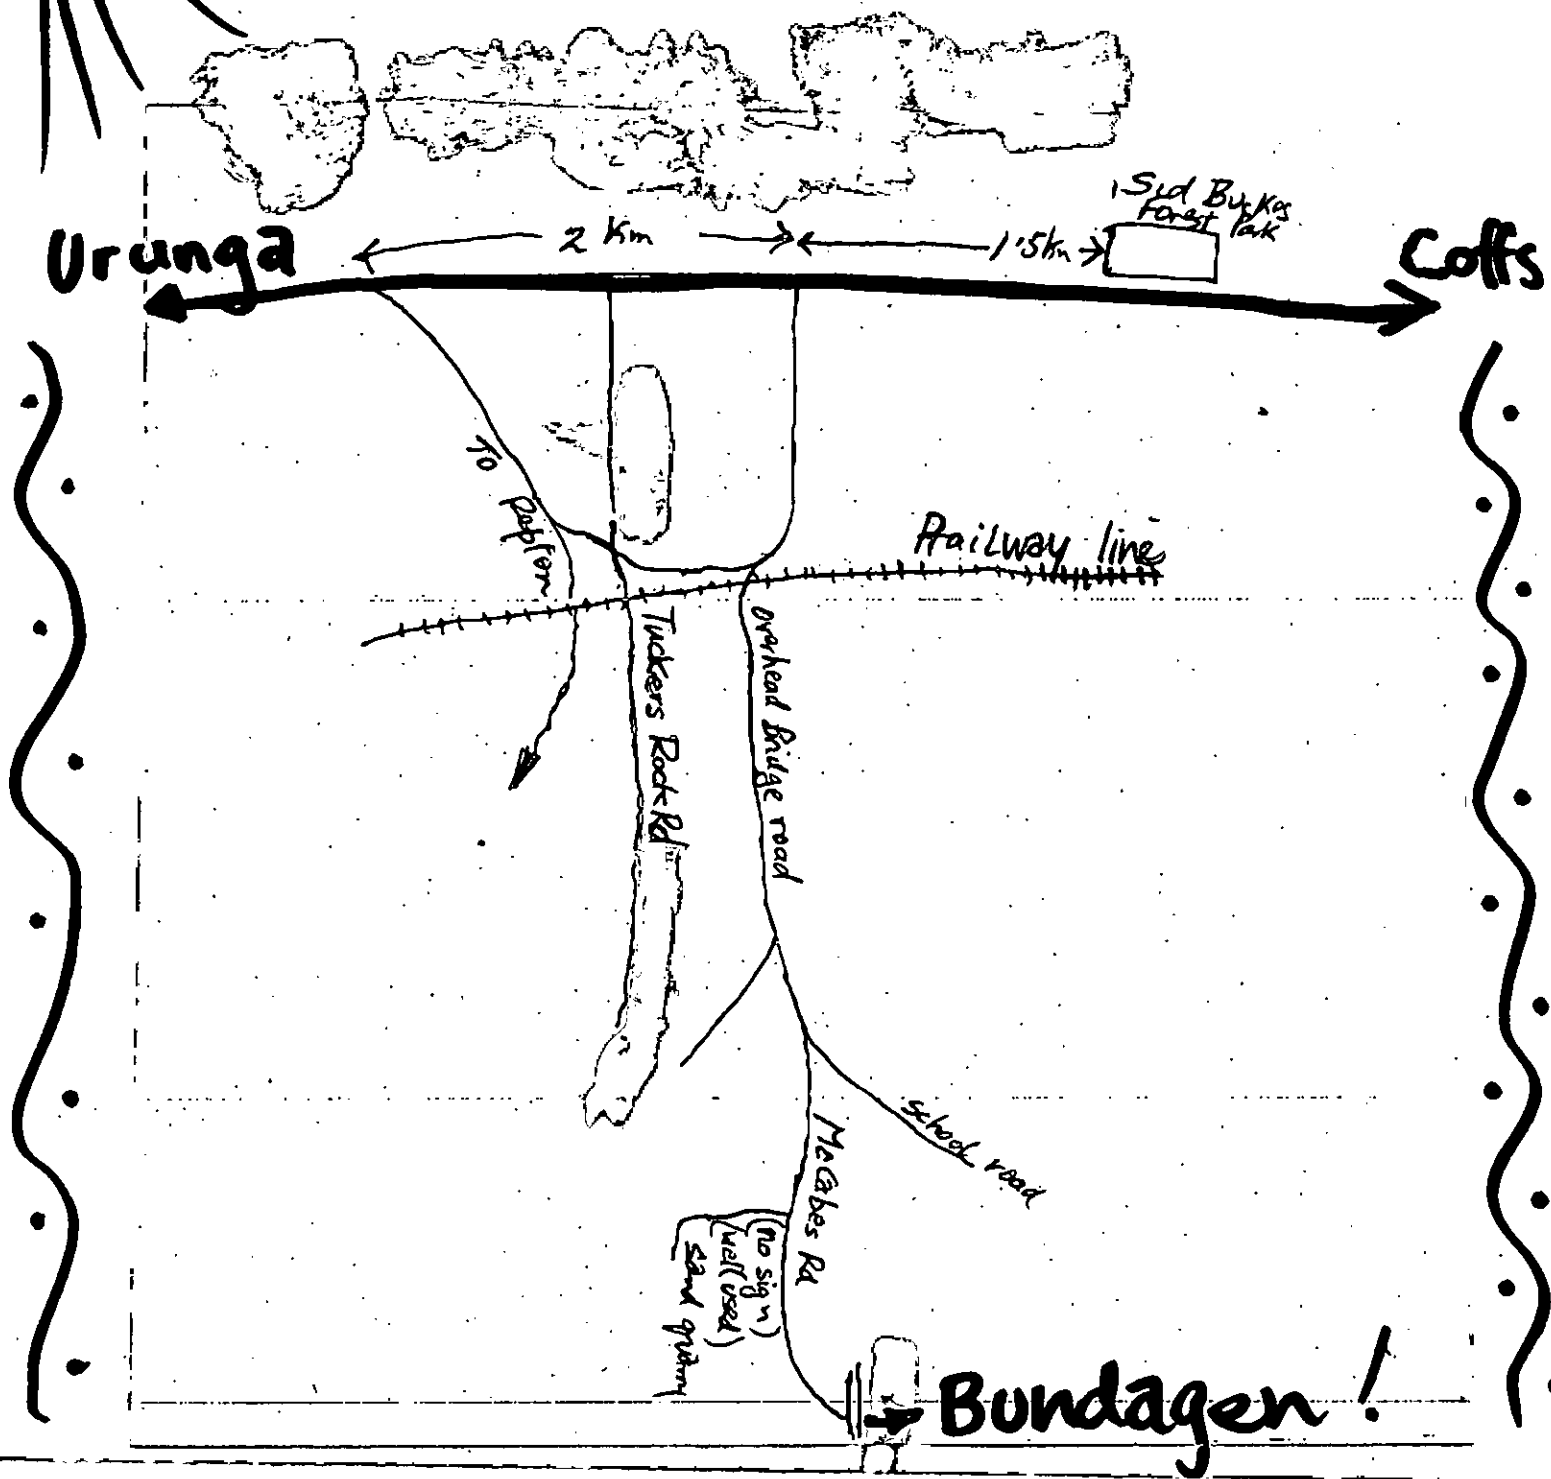 Sid Burkes
Forest Park
Urunga
2 Km
1.5km
Coffs
To Repton
Railway line
Tuckers Rock Rd
overhead bridge road
school road
McCabes Rd
(no sign)
(well used)
sand quarry
Bundagen!